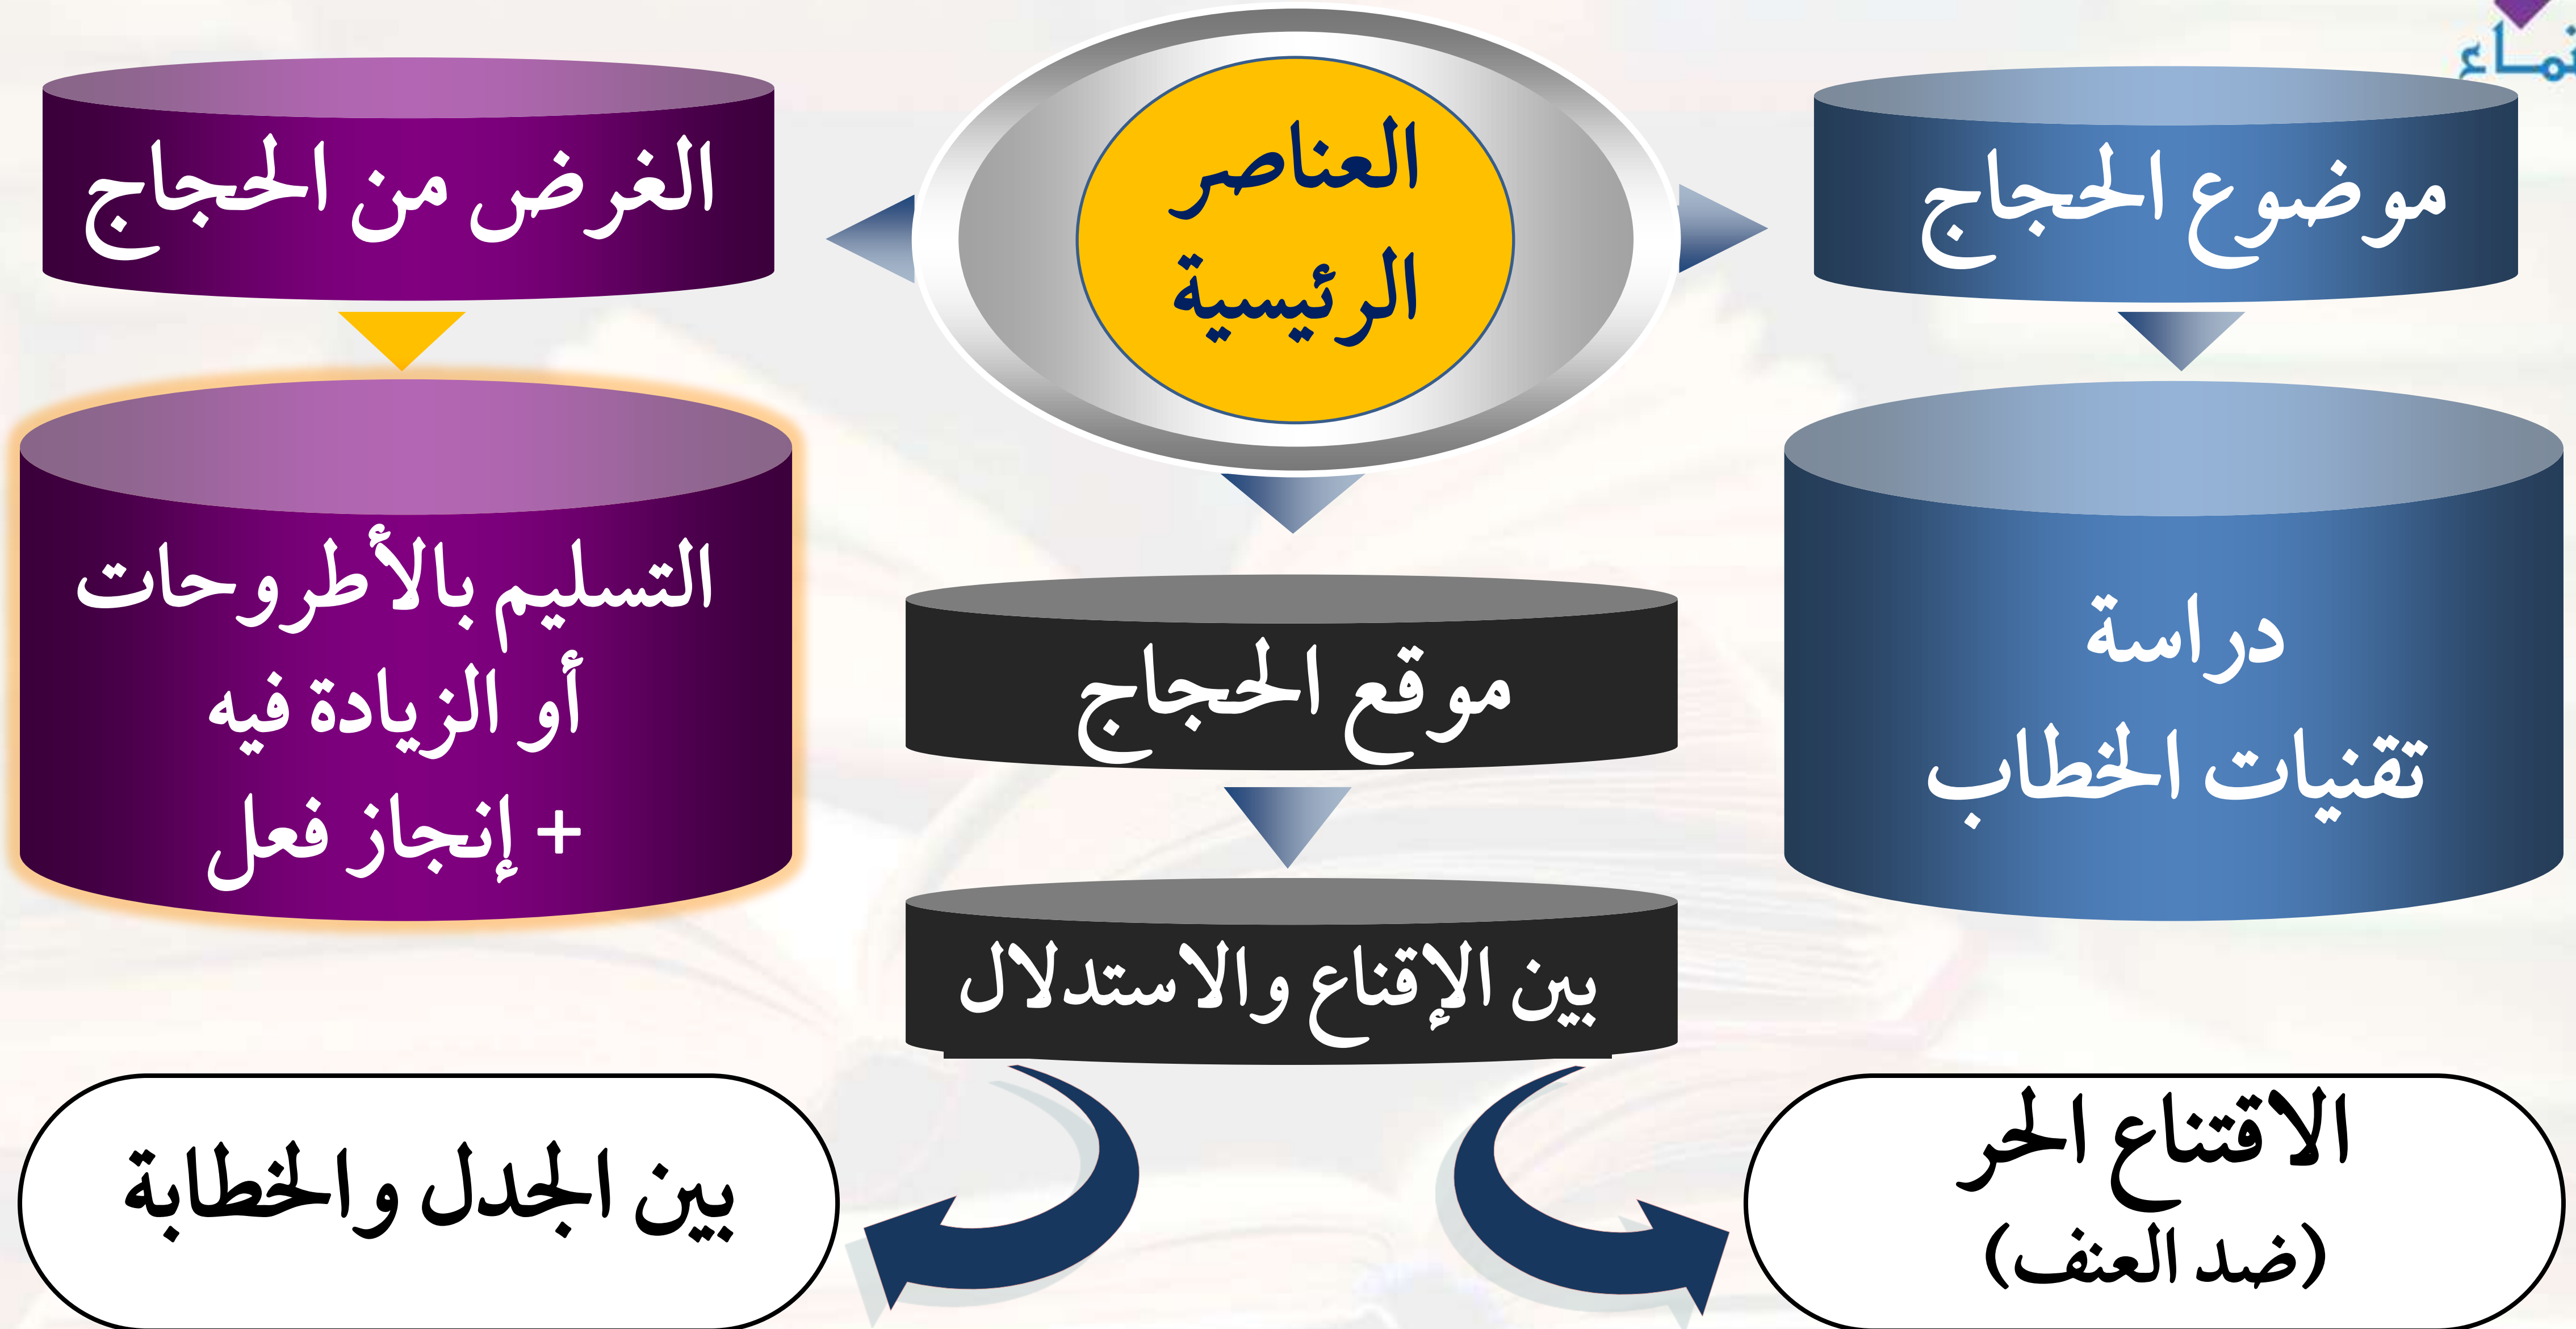 نماء
العناصر
الرئيسية
موضوع الحجاج
دراسة
تقنيات الخطاب
موقع الحجاج
بين الإقناع والاستدلال
الاقتناع الحر
(ضد العنف)
بين الجدل والخطابة
الغرض من الحجاج
التسليم بالأطروحات
أو الزيادة فيه
+ إنجاز فعل